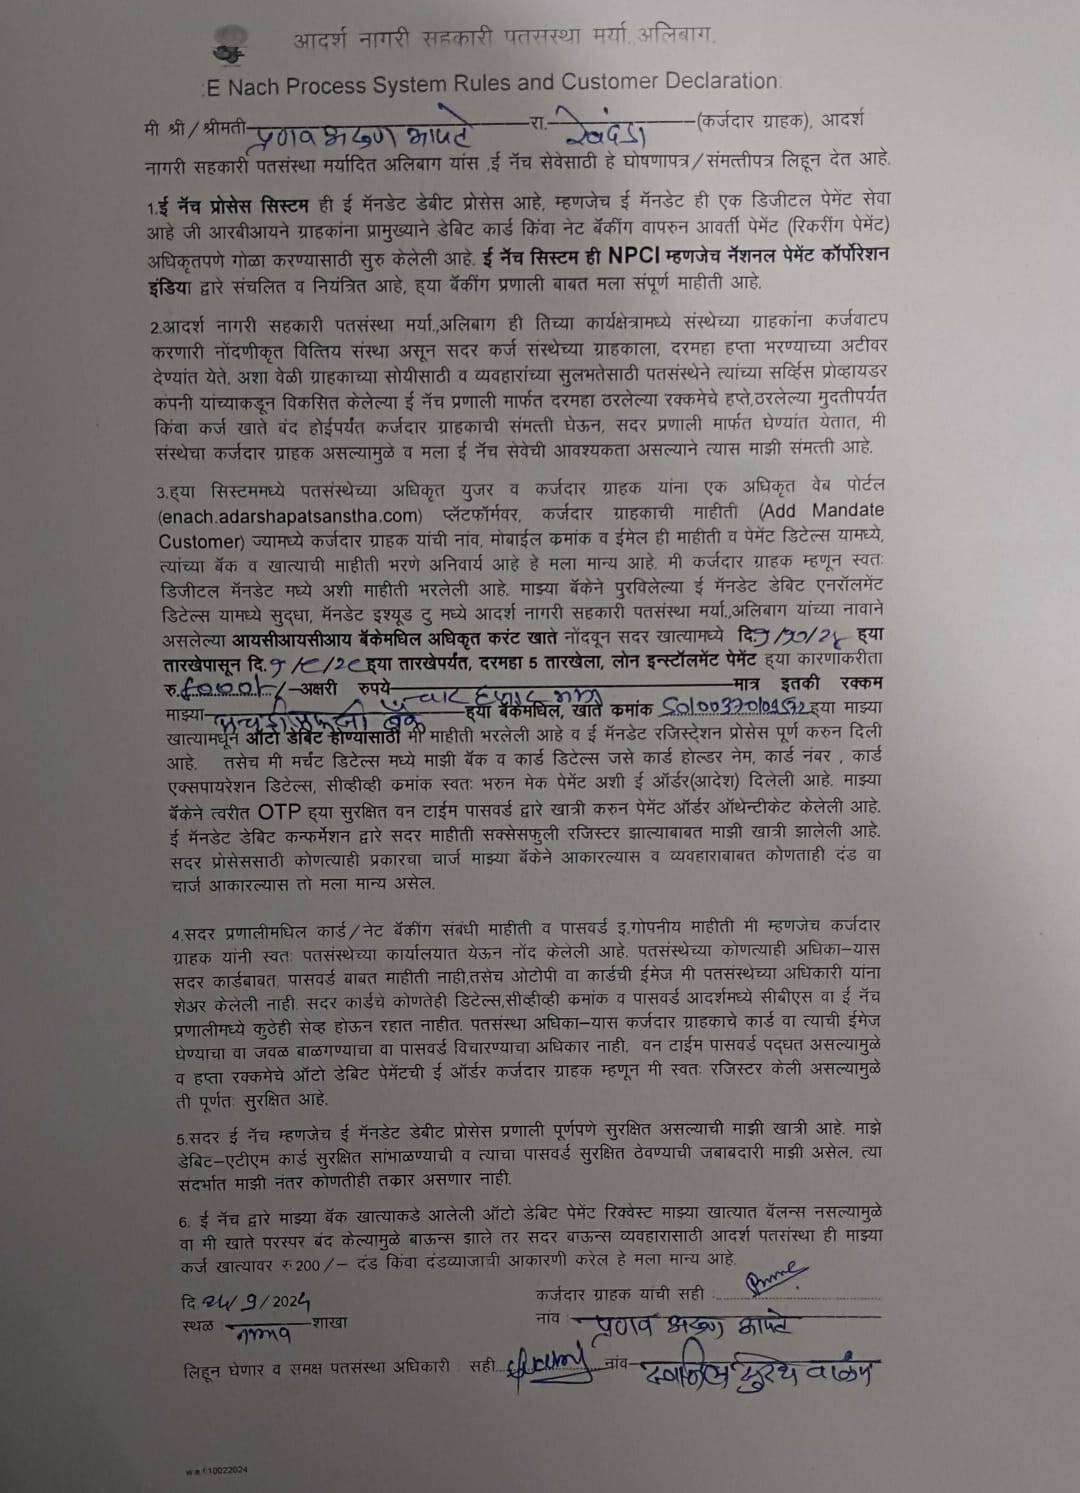 आदर्श नागरी सहकारी पतसंस्था मर्या. अलिबाग.
:E Nach Process System Rules and Customer Declaration:
मी श्री/श्रीमती प्रणव अरुण आपटे रा. रेवदंडा (कर्जदार ग्राहक), आदर्श
नागरी सहकारी पतसंस्था मर्यादित अलिबाग यांस ,ई नॅच सेवेसाठी हे घोषणापत्र/संमत्तीपत्र लिहून देत आहे.
1.ई नॅच प्रोसेस सिस्टम ही ई मॅनडेट डेबीट प्रोसेस आहे, म्हणजेच ई मॅनडेट ही एक डिजीटल पेमेंट सेवा
आहे जी आरबीआयने ग्राहकांना प्रामुख्याने डेबिट कार्ड किंवा नेट बॅकींग वापरुन आवर्ती पेमेंट (रिकरींग पेमेंट)
अधिकृतपणे गोळा करण्यासाठी सुरु केलेली आहे. ई नॅच सिस्टिम ही NPCI म्हणजेच नॅशनल पेमेंट कॉर्पोरेशन
इंडिया द्वारे संचलित व नियंत्रित आहे, हया बॅकींग प्रणाली बाबत मला संपूर्ण माहीती आहे.
2.आदर्श नागरी सहकारी पतसंस्था मर्या.,अलिबाग ही तिच्या कार्यक्षेत्रामध्ये संस्थेच्या ग्राहकांना कर्जवाटप
करणारी नोंदणीकृत वित्तिय संस्था असून सदर कर्ज संस्थेच्या ग्राहकाला, दरमहा हप्ता भरण्याच्या अटीवर
देण्यांत येते. अशा वेळी ग्राहकाच्या सोयीसाठी व व्यवहारांच्या सुलभतेसाठी पतसंस्थेने त्यांच्या सर्व्हिस प्रोव्हायडर
कंपनी यांच्याकडून विकसित केलेल्या ई नॅच प्रणाली मार्फत दरमहा ठरलेल्या रक्कमेचे हप्ते,ठरलेल्या मुदतीपर्यंत
किंवा कर्ज खाते बंद होईपर्यंत कर्जदार ग्राहकाची संमत्ती घेऊन, सदर प्रणाली मार्फत घेण्यांत येतात, मी
संस्थेचा कर्जदार ग्राहक असल्यामुळे व मला ई नॅच सेवेची आवश्यकता असल्याने त्यास माझी संमत्ती आहे.
3.हया सिस्टममध्ये पतसंस्थेच्या अधिकृत युजर व कर्जदार ग्राहक यांना एक अधिकृत वेब पोर्टल
(enach.adarshapatsanstha.com) प्लॅटफॉर्मवर, कर्जदार ग्राहकाची माहीती (Add Mandate
Customer) ज्यामध्ये कर्जदार ग्राहक यांची नांव, मोबाईल क्रमांक व ईमेल ही माहीती व पेमेंट डिटेल्स यामध्ये,
त्यांच्या बॅक व खात्याची माहीती भरणे अनिवार्य आहे हे मला मान्य आहे. मी कर्जदार ग्राहक म्हणून स्वतः
डिजीटल मॅनडेट मध्ये अशी माहीती भरलेली आहे. माझ्या बॅकेने पुरविलेल्या ई मॅनडेट डेबिट एनरॉलमेंट
डिटेल्स यामध्ये सुद्धा, मॅनडेट इश्यूड टु मध्ये आदर्श नागरी सहकारी पतसंस्था मर्या.,अलिबाग यांच्या नावाने
असलेल्या आयसीआयसीआय बॅकेमधिल अधिकृत करंट खाते नोंदवून सदर खात्यामध्ये दि. हया
तारखेपासून दि. हया तारखेपर्यंत, दरमहा 5 तारखेला, लोन इन्स्टॉलमेंट पेमेंट हया कारणाकरीता
रु. अक्षरी रुपये हजार मात्र इतकी रक्कम
माझ्या बँक हया बॅकेमधिल, खाते क्रमांक हया माझ्या
खात्यामधून ऑटो डेबिट होण्यासाठी मी माहीती भरलेली आहे व ई मॅनडेट रजिस्ट्रेशन प्रोसेस पूर्ण करुन दिली
आहे. तसेच मी मर्चंट डिटेल्स मध्ये माझी बॅक व कार्ड डिटेल्स जसे कार्ड होल्डर नेम, कार्ड नंबर , कार्ड
एक्सपायरेशन डिटेल्स, सीव्हीव्ही क्रमांक स्वतः भरुन मेक पेमेंट अशी ई ऑर्डर(आदेश) दिलेली आहे. माझ्या
बॅकेने त्वरीत OTP हया सुरक्षित वन टाईम पासवर्ड द्वारे खात्री करुन पेमेंट ऑर्डर ऑथेन्टीकेट केलेली आहे.
ई मॅनडेट डेबिट कन्फर्मेशन द्वारे सदर माहीती सक्सेसफुली रजिस्टर झाल्याबाबत माझी खात्री झालेली आहे.
सदर प्रोसेससाठी कोणत्याही प्रकारचा चार्ज माझ्या बॅकेने आकारल्यास व व्यवहाराबाबत कोणताही दंड वा
चार्ज आकारल्यास तो मला मान्य असेल.
4.सदर प्रणालीमधिल कार्ड/नेट बॅकींग संबंधी माहीती व पासवर्ड इ.गोपनीय माहीती मी म्हणजेच कर्जदार
ग्राहक यांनी स्वतः पतसंस्थेच्या कार्यालयात येऊन नोंद केलेली आहे. पतसंस्थेच्या कोणत्याही अधिका–यास
सदर कार्डबाबत, पासवर्ड बाबत माहीती नाही,तसेच ओटोपी वा कार्डची ईमेज मी पतसंस्थेच्या अधिकारी यांना
शेअर केलेली नाही. सदर कार्डचे कोणतेही डिटेल्स,सीव्हीव्ही क्रमांक व पासवर्ड आदर्शमध्ये सीबीएस वा ई नॅच
प्रणालीमध्ये कुठेही सेव्ह होऊन रहात नाहीत. पतसंस्था अधिका–यास कर्जदार ग्राहकाचे कार्ड वा त्याची ईमेज
घेण्याचा वा जवळ बाळगण्याचा वा पासवर्ड विचारण्याचा अधिकार नाही. वन टाईम पासवर्ड पद्धत असल्यामुळे
व हप्ता रक्कमेचे ऑटो डेबिट पेमेंटची ई ऑर्डर कर्जदार ग्राहक म्हणून मी स्वतः रजिस्टर केली असल्यामुळे
ती पूर्णतः सुरक्षित आहे.
5.सदर ई नॅच म्हणजेच ई मॅनडेट डेबीट प्रोसेस प्रणाली पूर्णपणे सुरक्षित असल्याची माझी खात्री आहे. माझे
डेबिट–एटीएम कार्ड सुरक्षित सांभाळण्याची व त्याचा पासवर्ड सुरक्षित ठेवण्याची जबाबदारी माझी असेल. त्या
संदर्भात माझी नंतर कोणतीही तक्रार असणार नाही.
6. ई नॅच द्वारे माझ्या बॅक खात्याकडे आलेली ऑटो डेबिट पेमेंट रिक्वेस्ट माझ्या खात्यात बॅलन्स नसल्यामुळे
वा मी खाते परस्पर बंद केल्यामुळे बाऊन्स झाले तर सदर बाऊन्स व्यवहारासाठी आदर्श पतसंस्था ही माझ्या
कर्ज खात्यावर रु 200/– दंड किंवा दंडव्याजाची आकारणी करेल हे मला मान्य आहे.
दि. /9/2024 कर्जदार ग्राहक यांची सही :
स्थळ : शाखा नांव : प्रणव अरुण आपटे
लिहून घेणार व समक्ष पतसंस्था अधिकारी : सही नांव
w.e.f.10022024